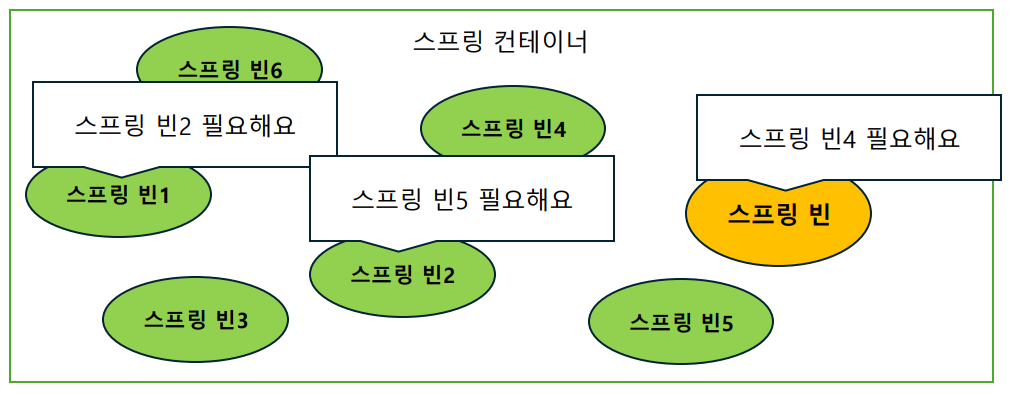 스프링 컨테이너
스프링 빈6
스프링 빈2 필요해요
스프링 빈4
스프링 빈4 필요해요
스프링 빈1
스프링 빈5 필요해요
스프링 빈
스프링 빈2
스프링 빈3
스프링 빈5